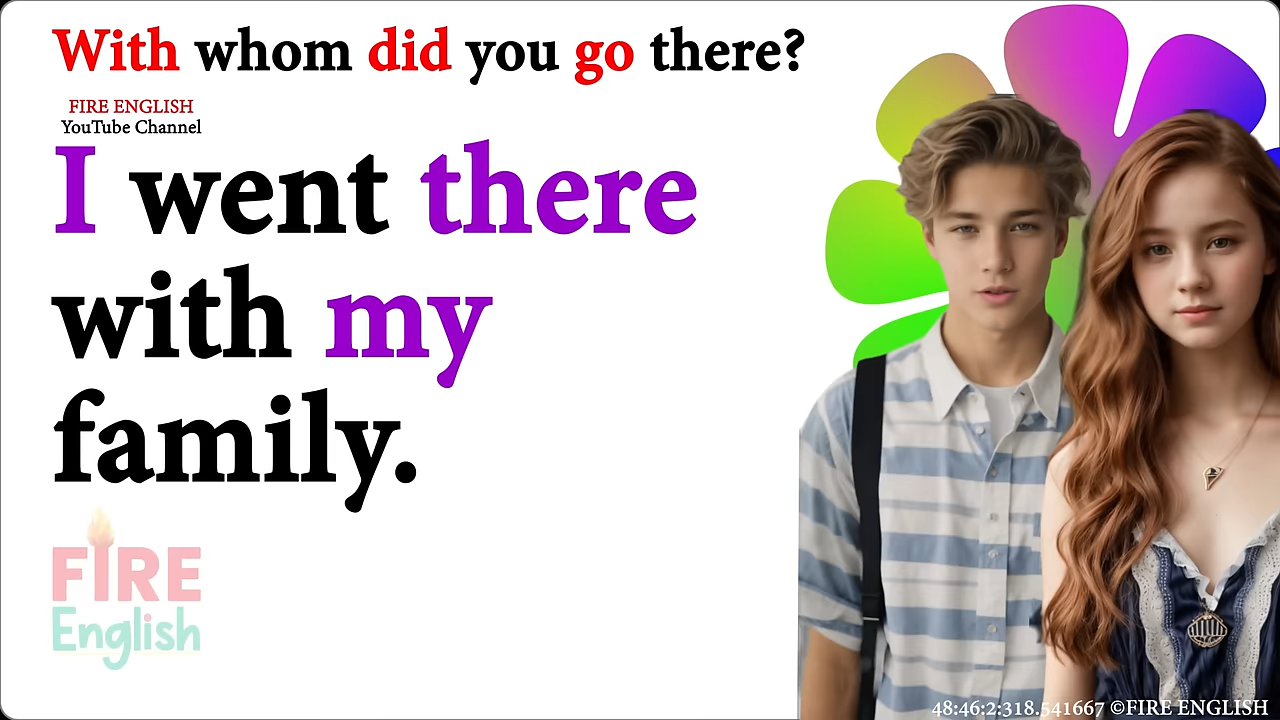 With whom did you go there?
FIRE ENGLISH
YouTube Channel
I went there
with my
family.
FIRE
English
48:46:2:318.541667 ©FIRE ENGLISH